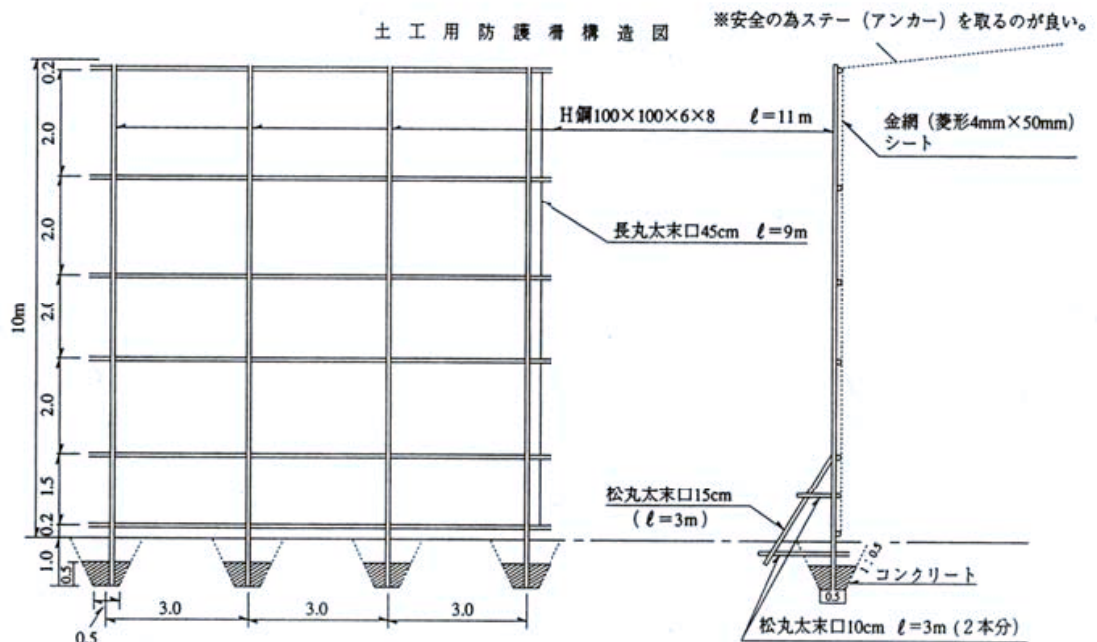 土工用防護柵構造図
※安全の為ステー（アンカー）を取るのが良い。
H鋼100×100×6×8　ℓ=11m
金網（菱形4mm×50mm）
シート
長丸太末口45cm　ℓ=9m
松丸太末口15cm
（ℓ=3m）
コンクリート
松丸太末口10cm　ℓ=3m（2本分）
10m
0.2
2.0
2.0
2.0
2.0
1.5
0.2
1.0
0.5
0.5
3.0
3.0
3.0
1:0.5
0.5